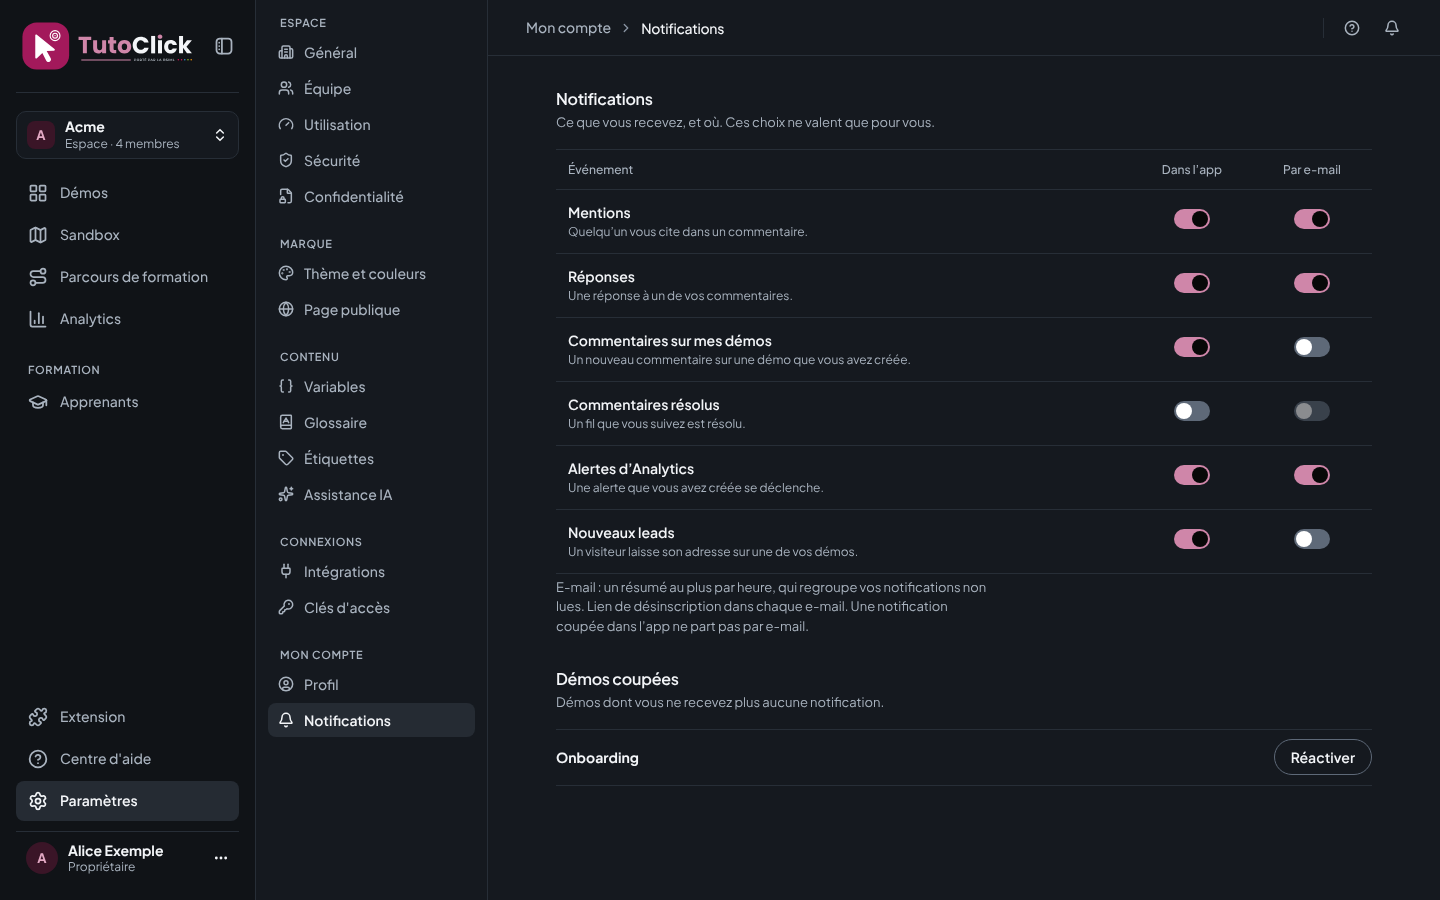 TutoClick
Acme
A
Espace · 4 membres
Démos
Sandbox
Parcours de formation
Analytics
FORMATION
Apprenants
Extension
Centre d'aide
Paramètres
A
Alice Exemple
Propriétaire
ESPACE
Général
Équipe
Utilisation
Sécurité
Confidentialité
MARQUE
Thème et couleurs
Page publique
CONTENU
Variables
Glossaire
Étiquettes
Assistance IA
CONNEXIONS
Intégrations
Clés d'accès
MON COMPTE
Profil
Notifications
Mon compte > Notifications
Notifications
Ce que vous recevez, et où. Ces choix ne valent que pour vous.
Événement Dans l'app Par e-mail
Mentions
Quelqu'un vous cite dans un commentaire.
Réponses
Une réponse à un de vos commentaires.
Commentaires sur mes démos
Un nouveau commentaire sur une démo que vous avez créée.
Commentaires résolus
Un fil que vous suivez est résolu.
Alertes d'Analytics
Une alerte que vous avez créée se déclenche.
Nouveaux leads
Un visiteur laisse son adresse sur une de vos démos.
E-mail : un résumé au plus par heure, qui regroupe vos notifications non
lues. Lien de désinscription dans chaque e-mail. Une notification
coupée dans l'app ne part pas par e-mail.
Démos coupées
Démos dont vous ne recevez plus aucune notification.
Onboarding Réactiver